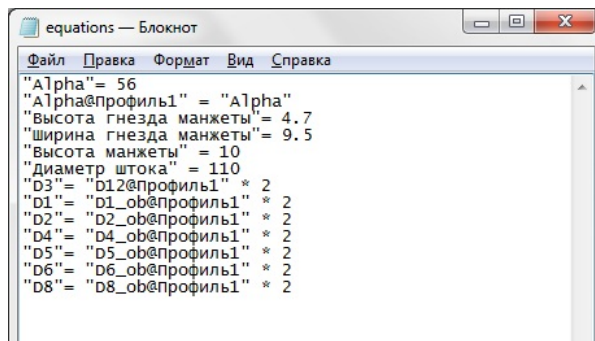 equations — Блокнот
Файл Правка Формат Вид Справка
"Alpha"= 56
"Alpha@Профиль1" = "Alpha"
"Высота гнезда манжеты"= 4.7
"Ширина гнезда манжеты"= 9.5
"Высота манжеты" = 10
"Диаметр штока" = 110
"D3"= "D12@Профиль1" * 2
"D1"= "D1_ob@Профиль1" * 2
"D2"= "D2_ob@Профиль1" * 2
"D4"= "D4_ob@Профиль1" * 2
"D5"= "D5_ob@Профиль1" * 2
"D6"= "D6_ob@Профиль1" * 2
"D8"= "D8_ob@Профиль1" * 2